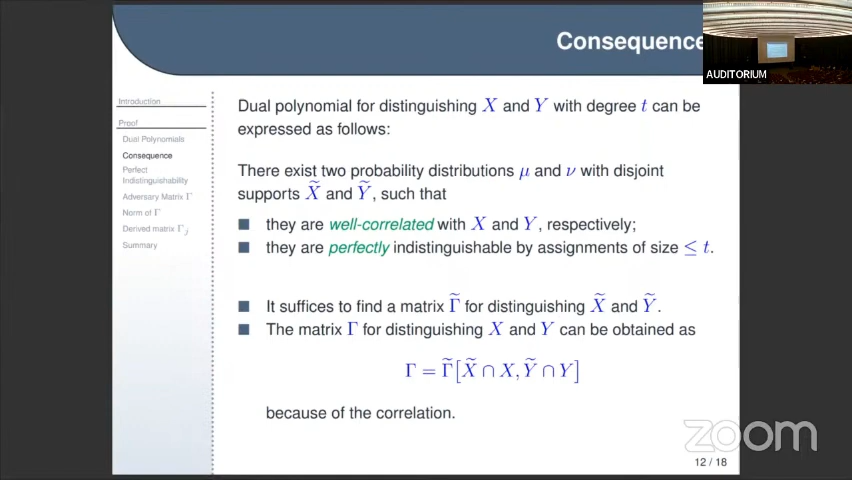 Consequence
AUDITORIUM
Introduction
Proof
Dual Polynomials
Consequence
Perfect
Indistinguishability
Adversary Matrix Γ
Norm of Γ
Derived matrix Γⱼ
Summary
Dual polynomial for distinguishing X and Y with degree t can be
expressed as follows:
There exist two probability distributions μ and ν with disjoint
supports X̃ and Ỹ, such that
■ they are well-correlated with X and Y, respectively;
■ they are perfectly indistinguishable by assignments of size ≤ t.
■ It suffices to find a matrix Γ̃ for distinguishing X̃ and Ỹ.
■ The matrix Γ for distinguishing X and Y can be obtained as
Γ = Γ̃[X̃ ∩ X, Ỹ ∩ Y]
because of the correlation.
zoom
12 / 18